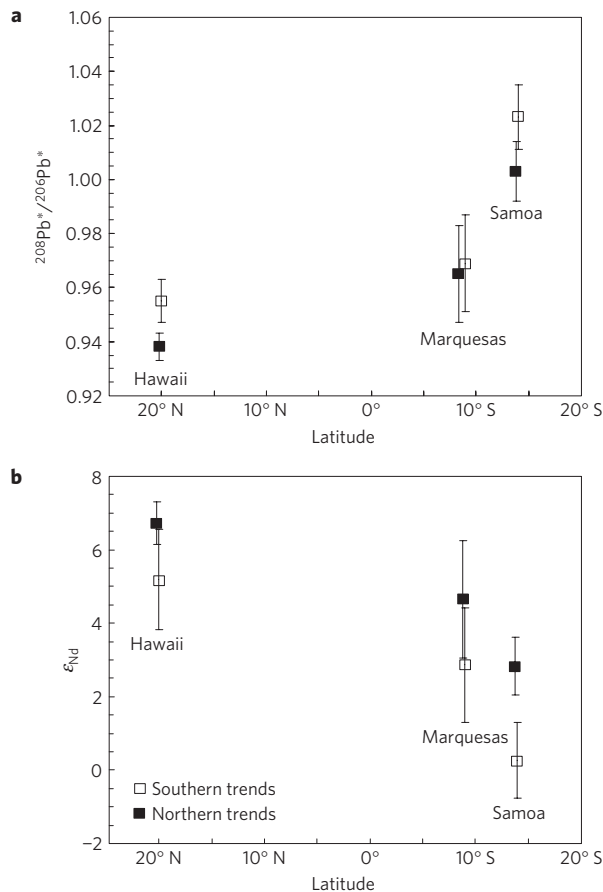 a
1.06
1.04
1.02
1.00
0.98
0.96
0.94
0.92
²⁰⁸Pb*/²⁰⁶Pb*
Samoa
Marquesas
Hawaii
20° N 10° N 0° 10° S 20° S
Latitude
b
8
6
4
2
0
−2
εNd
Hawaii
Marquesas
Samoa
Southern trends
Northern trends
20° N 10° N 0° 10° S 20° S
Latitude